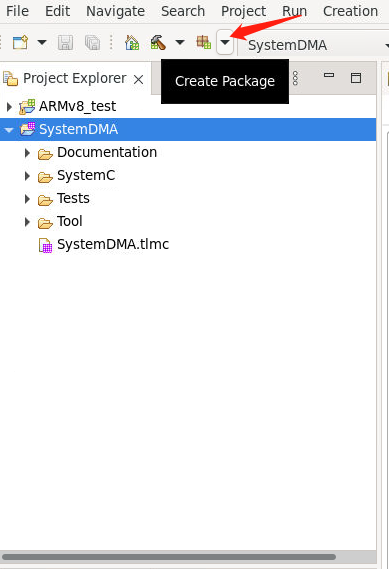 File Edit Navigate Search Project Run Creation
SystemDMA
Project Explorer
Create Package
ARMv8_test
SystemDMA
Documentation
SystemC
Tests
Tool
SystemDMA.tlmc